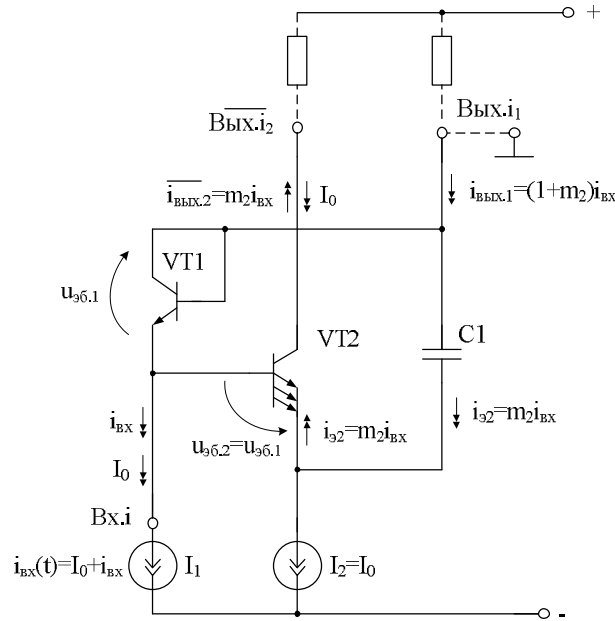 +
Вых.i₂
Вых.i₁
iвых.2=m₂iвх
I₀
iвых.1=(1+m₂)iвх
VT1
uэб.1
VT2
C1
iвх
iэ2=m₂iвх
iэ2=m₂iвх
uэб.2=uэб.1
I₀
Вх.i
iвх(t)=I₀+iвх
I₁
I₂=I₀
-